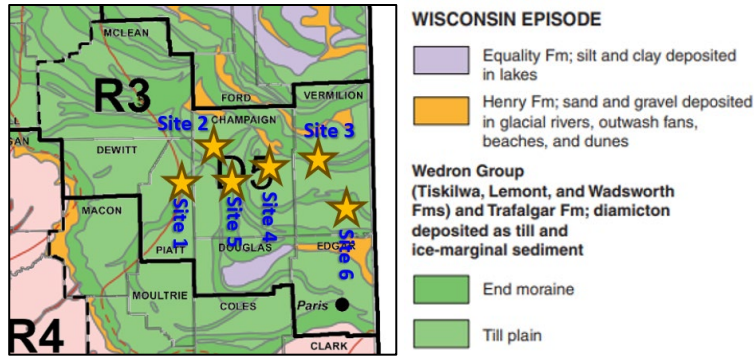 MCLEAN
R3
FORD
VERMILION
Site 2
CHAMPAIGN
Site 3
DEWITT
D5
MACON
Site 1
Site 5
Site 4
Site 6
PIATT
DOUGLAS
EDGAR
MOULTRIE
COLES
Paris
R4
CLARK
WISCONSIN EPISODE
Equality Fm; silt and clay deposited
in lakes
Henry Fm; sand and gravel deposited
in glacial rivers, outwash fans,
beaches, and dunes
Wedron Group
(Tiskilwa, Lemont, and Wadsworth
Fms) and Trafalgar Fm; diamicton
deposited as till and
ice-marginal sediment
End moraine
Till plain